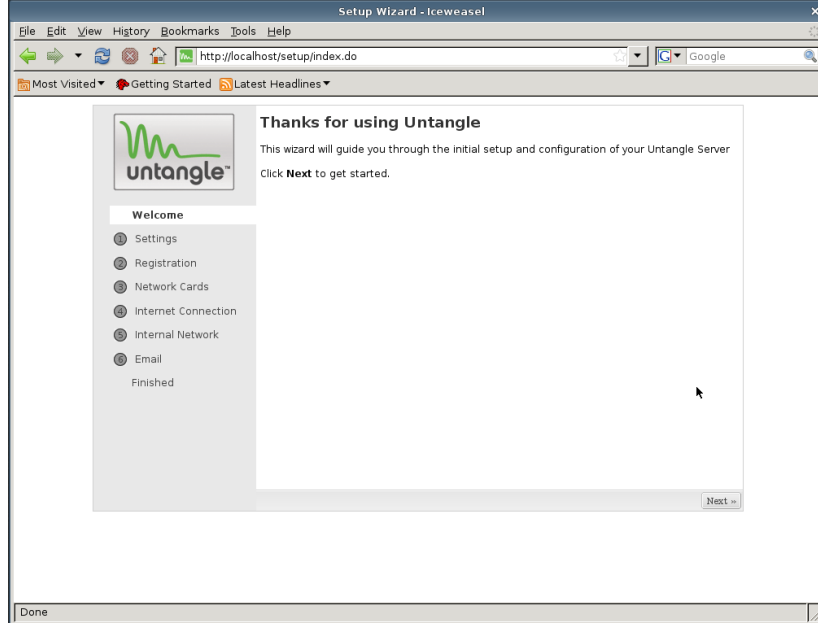 Setup Wizard - Iceweasel
File Edit View History Bookmarks Tools Help
http://localhost/setup/index.do
G
Google
Most Visited Getting Started Latest Headlines
untangle™
Thanks for using Untangle
This wizard will guide you through the initial setup and configuration of your Untangle Server
Click Next to get started.
Welcome
1 Settings
2 Registration
3 Network Cards
4 Internet Connection
5 Internal Network
6 Email
Finished
Next »
Done